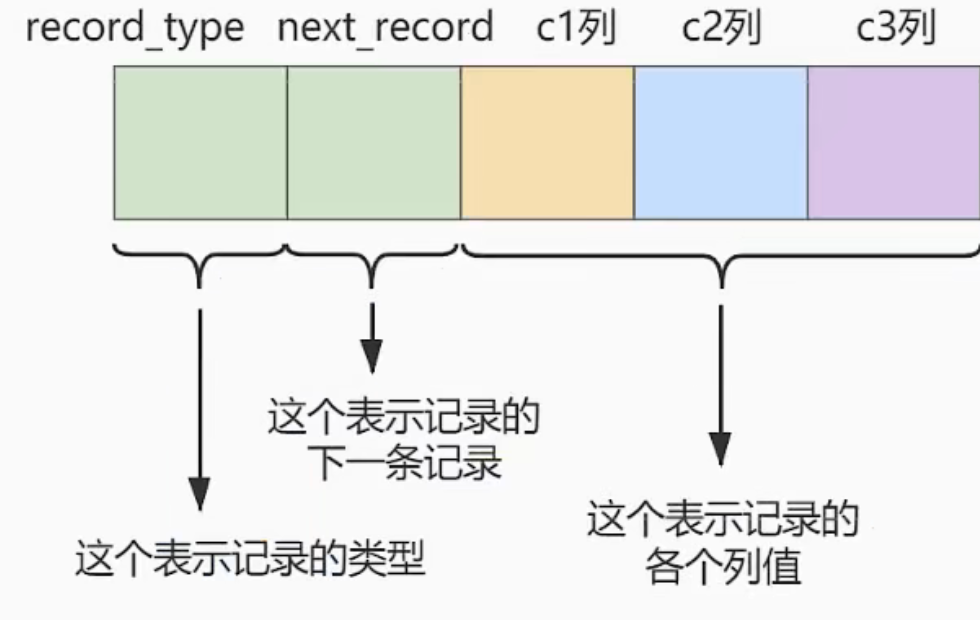 record_type next_record c1列 c2列 c3列
这个表示记录的
下一条记录
这个表示记录的类型
这个表示记录的
各个列值